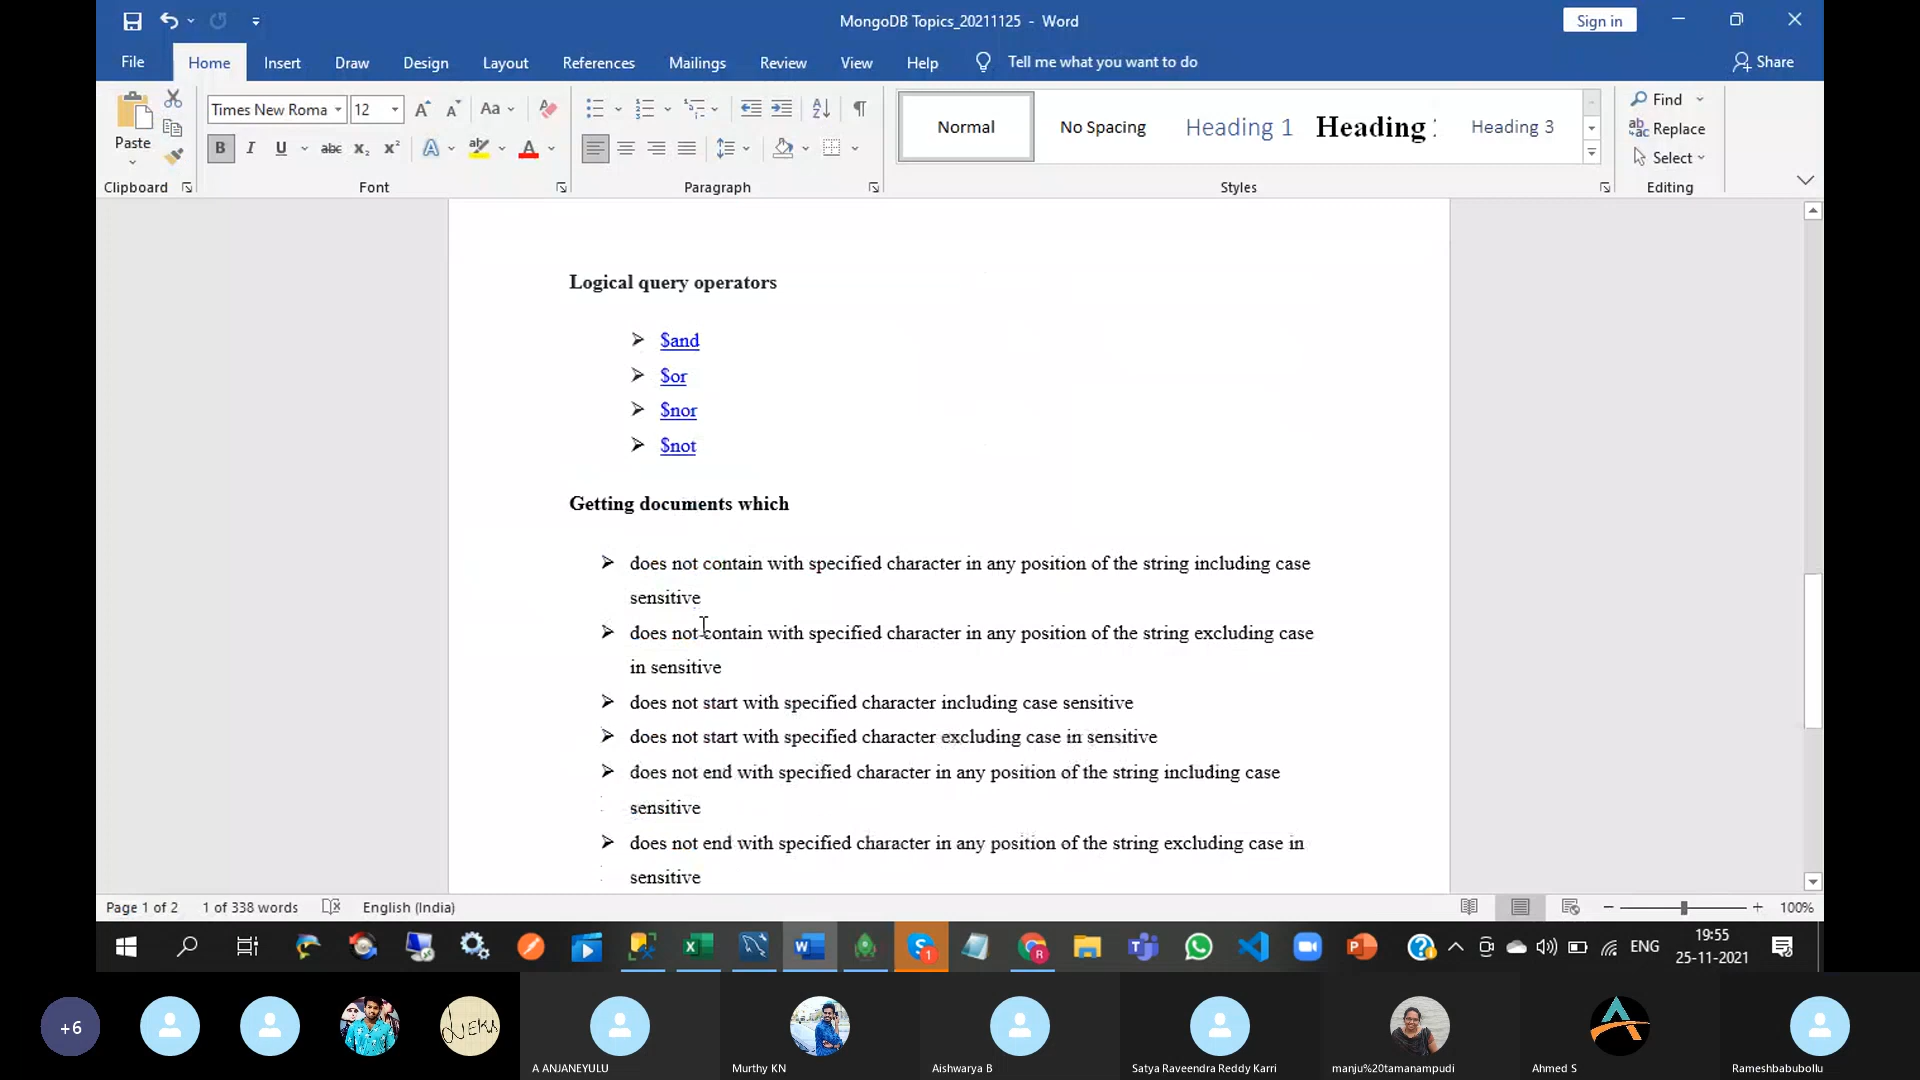 MongoDB Topics_20211125 - Word
Sign in
File Home Insert Draw Design Layout References Mailings Review View Help Tell me what you want to do Share
Paste
Times New Roma 12
Aa
B I U abc x₂ x² A A
Normal
No Spacing
Heading 1
Heading
Heading 3
Find
Replace
Select
Clipboard Font Paragraph Styles Editing
Logical query operators
$and
$or
$nor
$not
Getting documents which
does not contain with specified character in any position of the string including case
sensitive
does not contain with specified character in any position of the string excluding case
in sensitive
does not start with specified character including case sensitive
does not start with specified character excluding case in sensitive
does not end with specified character in any position of the string including case
sensitive
does not end with specified character in any position of the string excluding case in
sensitive
Page 1 of 2 1 of 338 words English (India) 100%
ENG
19:55
25-11-2021
+6
A ANJANEYULU
Murthy KN
Aishwarya B
Satya Raveendra Reddy Karri
manju%20tamanampudi
Ahmed S
Rameshbabubollu